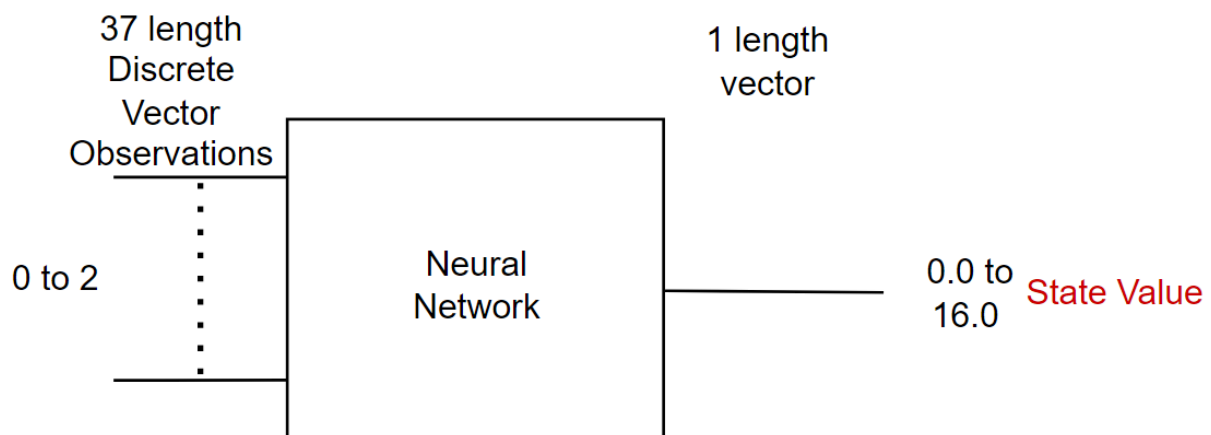 37 length
Discrete
Vector
Observations
1 length
vector
0 to 2
Neural
Network
0.0 to
16.0
State Value